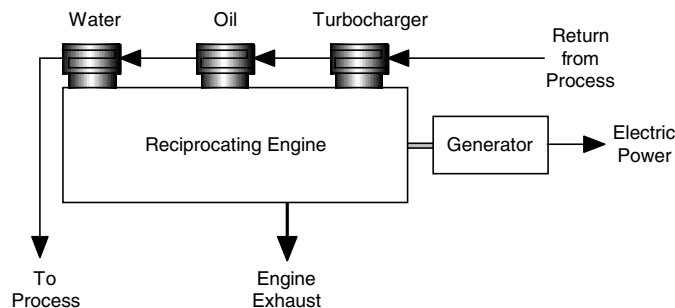 Water
Oil
Turbocharger
Return
from
Process
Reciprocating Engine
Generator
Electric
Power
To
Process
Engine
Exhaust